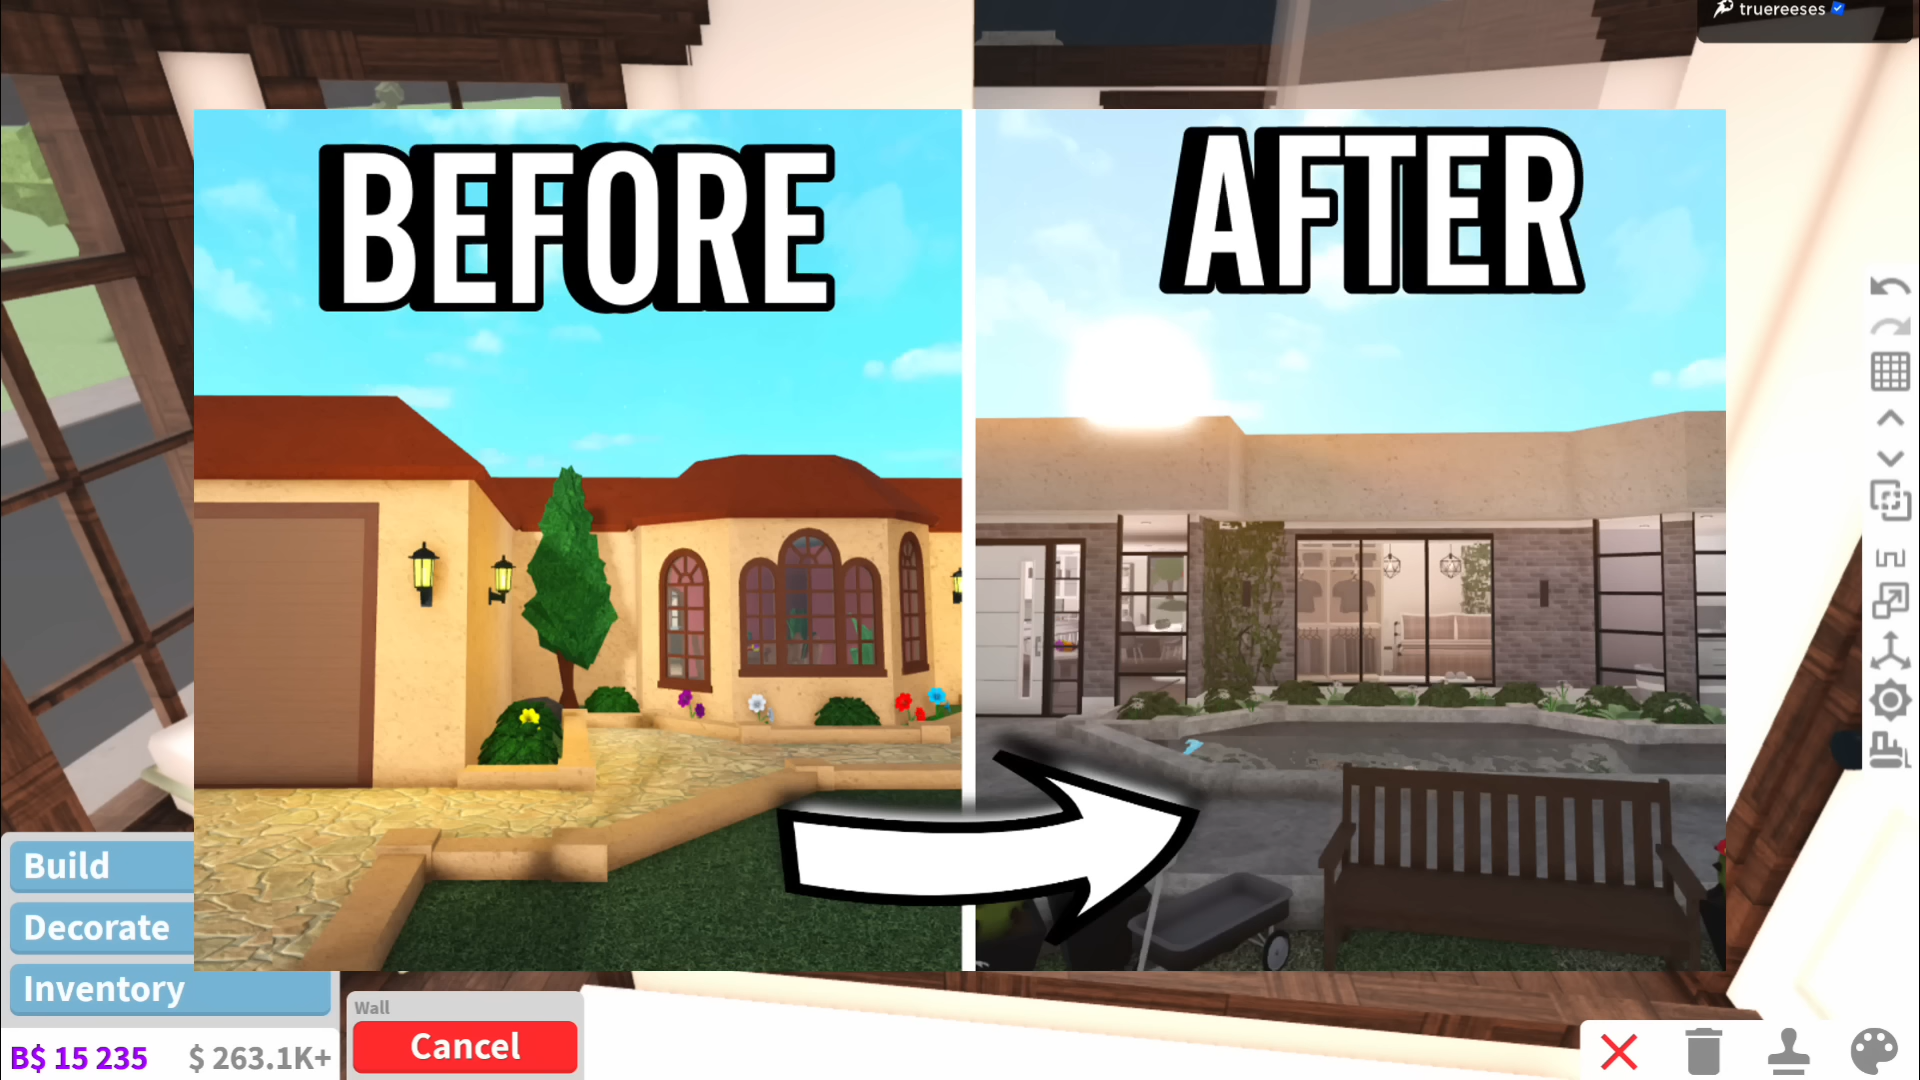 truereeses
BEFORE
AFTER
Build
Decorate
Inventory
B$ 15 235
$ 263.1K+
Wall
Cancel